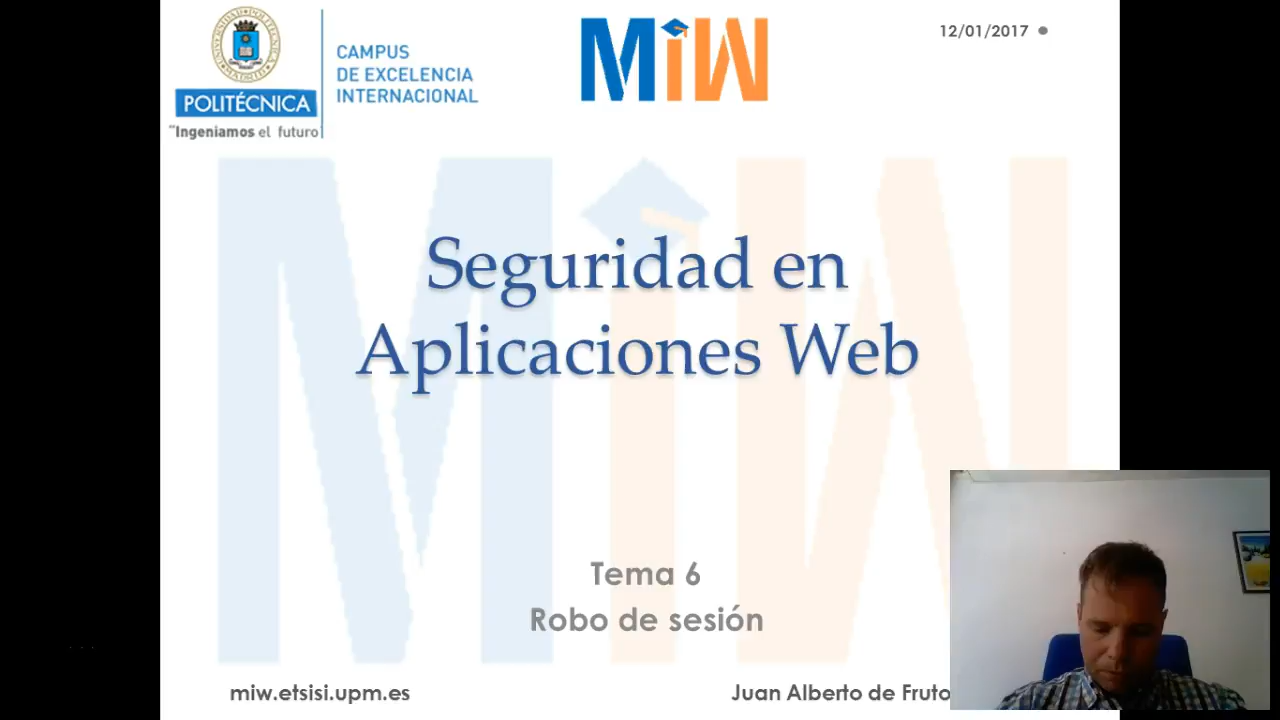 POLITÉCNICA
"Ingeniamos el futuro
CAMPUS
DE EXCELENCIA
INTERNACIONAL
MiW
12/01/2017
Seguridad en
Aplicaciones Web
Tema 6
Robo de sesión
miw.etsisi.upm.es
Juan Alberto de Fruto